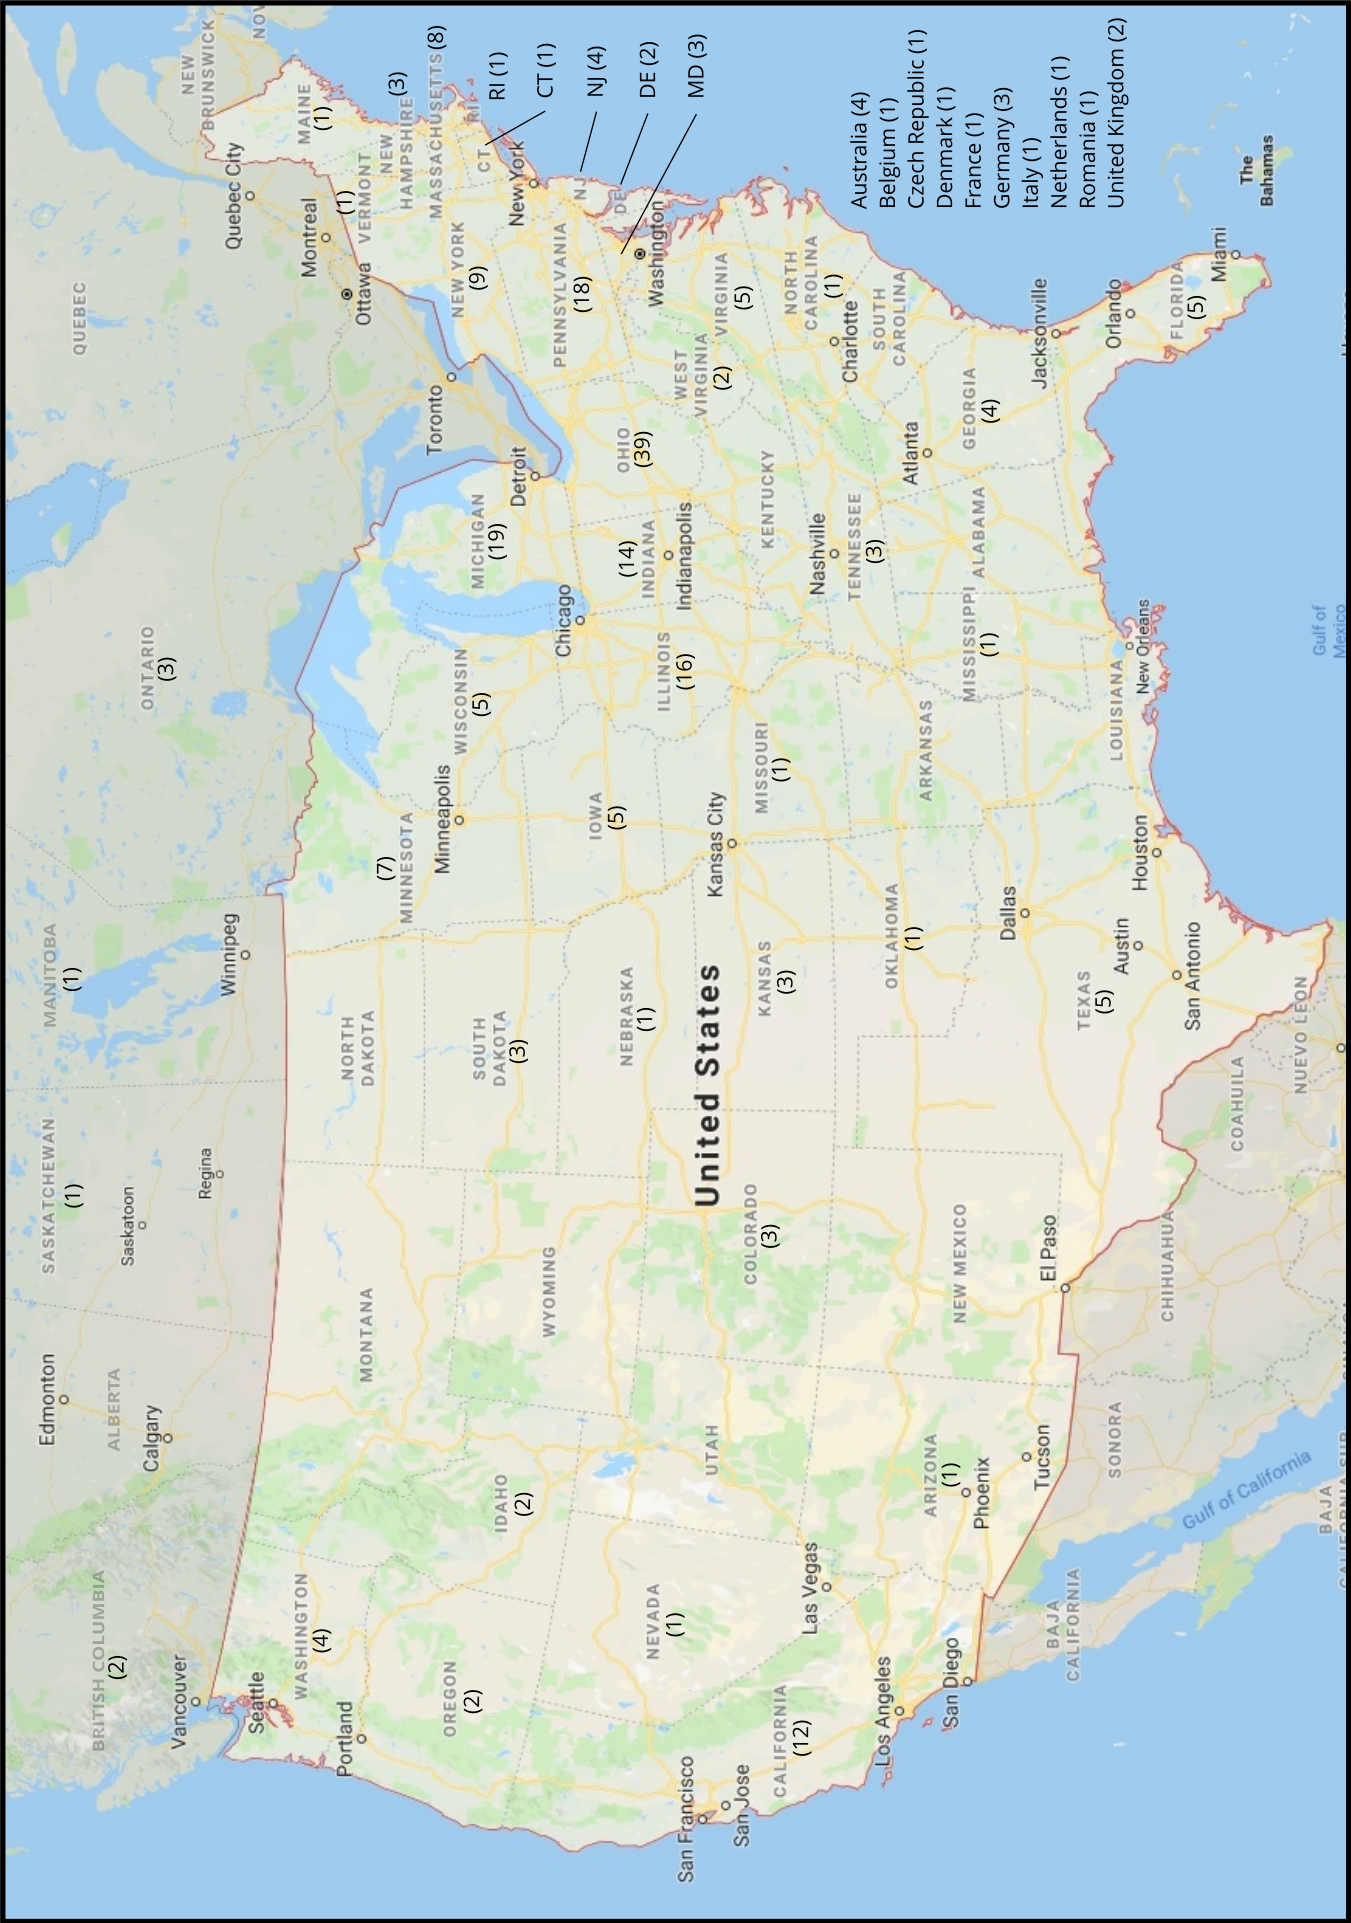 QUEBEC
NEW
BRUNSWICK
NOV
Quebec City
Montreal
Ottawa
MAINE
(1)
VERMONT
(1)
NEW
HAMPSHIRE (3)
MASSACHUSETTS (8)
RI
RI (1)
CT
CT (1)
NJ
NJ (4)
DE
DE (2)
MD (3)
New York
NEW YORK
(9)
PENNSYLVANIA
(18)
Washington
VIRGINIA
(5)
WEST
VIRGINIA
(2)
NORTH
CAROLINA
(1)
Charlotte
SOUTH
CAROLINA
GEORGIA
(4)
Atlanta
Jacksonville
Orlando
FLORIDA
(5)
Miami
The
Bahamas
Australia (4)
Belgium (1)
Czech Republic (1)
Denmark (1)
France (1)
Germany (3)
Italy (1)
Netherlands (1)
Romania (1)
United Kingdom (2)
ONTARIO
(3)
Toronto
Detroit
MICHIGAN
(19)
OHIO
(39)
(14)
INDIANA
Indianapolis
KENTUCKY
Nashville
TENNESSEE
(3)
ALABAMA
MISSISSIPPI
(1)
New Orleans
LOUISIANA
Gulf of
Mexico
Chicago
ILLINOIS
(16)
WISCONSIN
(5)
Minneapolis
(7)
MINNESOTA
IOWA
(5)
MISSOURI
(1)
Kansas City
ARKANSAS
MANITOBA
(1)
Winnipeg
NORTH
DAKOTA
SOUTH
DAKOTA
(3)
NEBRASKA
(1)
United States
KANSAS
(3)
OKLAHOMA
(1)
Dallas
TEXAS
(5)
Austin
Houston
San Antonio
NUEVO LEON
COAHUILA
CHIHUAHUA
SASKATCHEWAN
(1)
Saskatoon
Regina
MONTANA
WYOMING
COLORADO
(3)
NEW MEXICO
El Paso
Edmonton
ALBERTA
Calgary
IDAHO
(2)
UTAH
ARIZONA
(1)
Phoenix
Tucson
SONORA
Gulf of California
BAJA
CALIFORNIA SUR
BRITISH COLUMBIA
(2)
Vancouver
Seattle
WASHINGTON
(4)
Portland
OREGON
(2)
NEVADA
(1)
Las Vegas
CALIFORNIA
(12)
San Francisco
San Jose
Los Angeles
San Diego
BAJA
CALIFORNIA